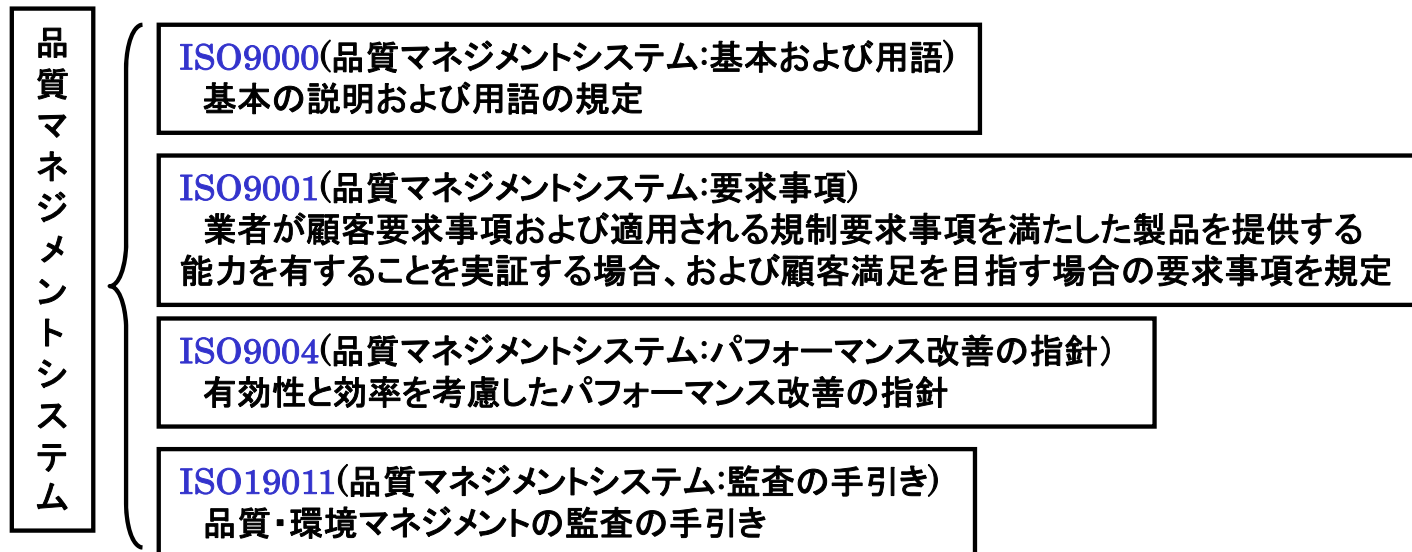 品質マネジメントシステム
ISO9000(品質マネジメントシステム:基本および用語)
基本の説明および用語の規定
ISO9001(品質マネジメントシステム:要求事項)
業者が顧客要求事項および適用される規制要求事項を満たした製品を提供する
能力を有することを実証する場合、および顧客満足を目指す場合の要求事項を規定
ISO9004(品質マネジメントシステム:パフォーマンス改善の指針)
有効性と効率を考慮したパフォーマンス改善の指針
ISO19011(品質マネジメントシステム:監査の手引き)
品質・環境マネジメントの監査の手引き